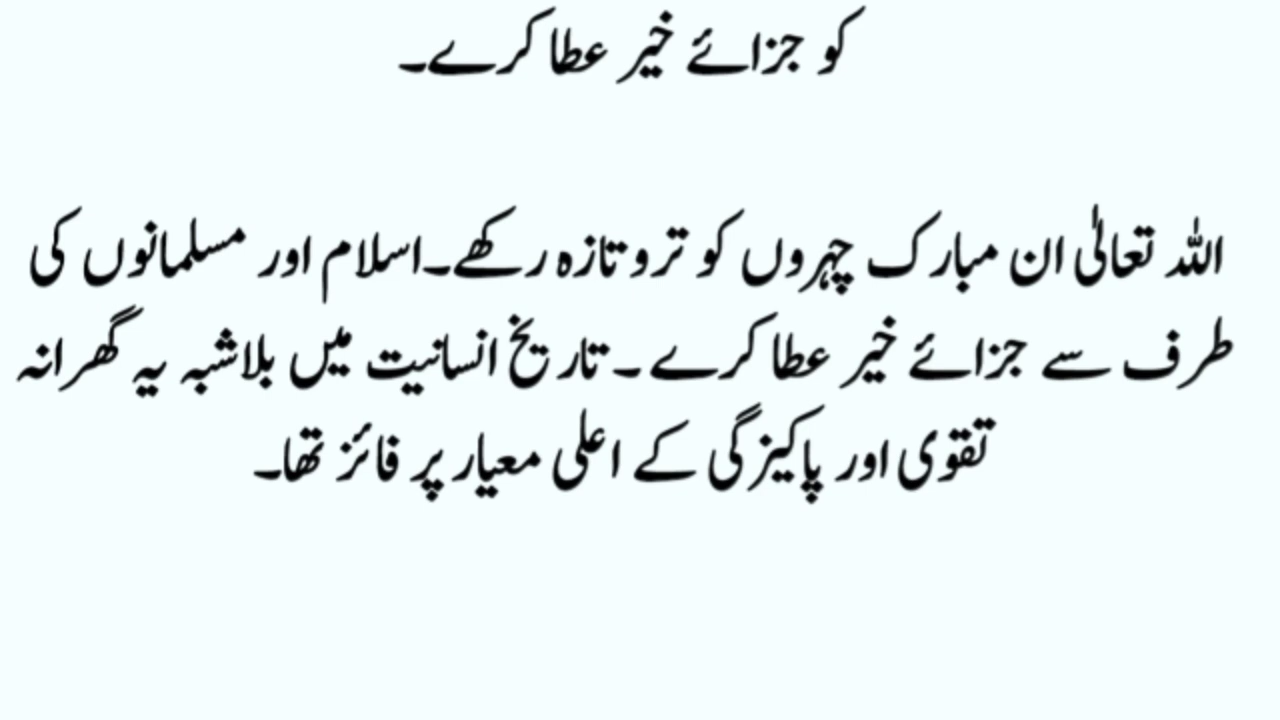 کو جزائے خیر عطا کرے۔
اللہ تعالیٰ ان مبارک چہروں کو تروتازہ رکھے۔اسلام اور مسلمانوں کی
طرف سے جزائے خیر عطا کرے ۔ تاریخ انسانیت میں بلاشبہ یہ گھرانہ
تقوی اور پاکیزگی کے اعلی معیار پر فائز تھا۔